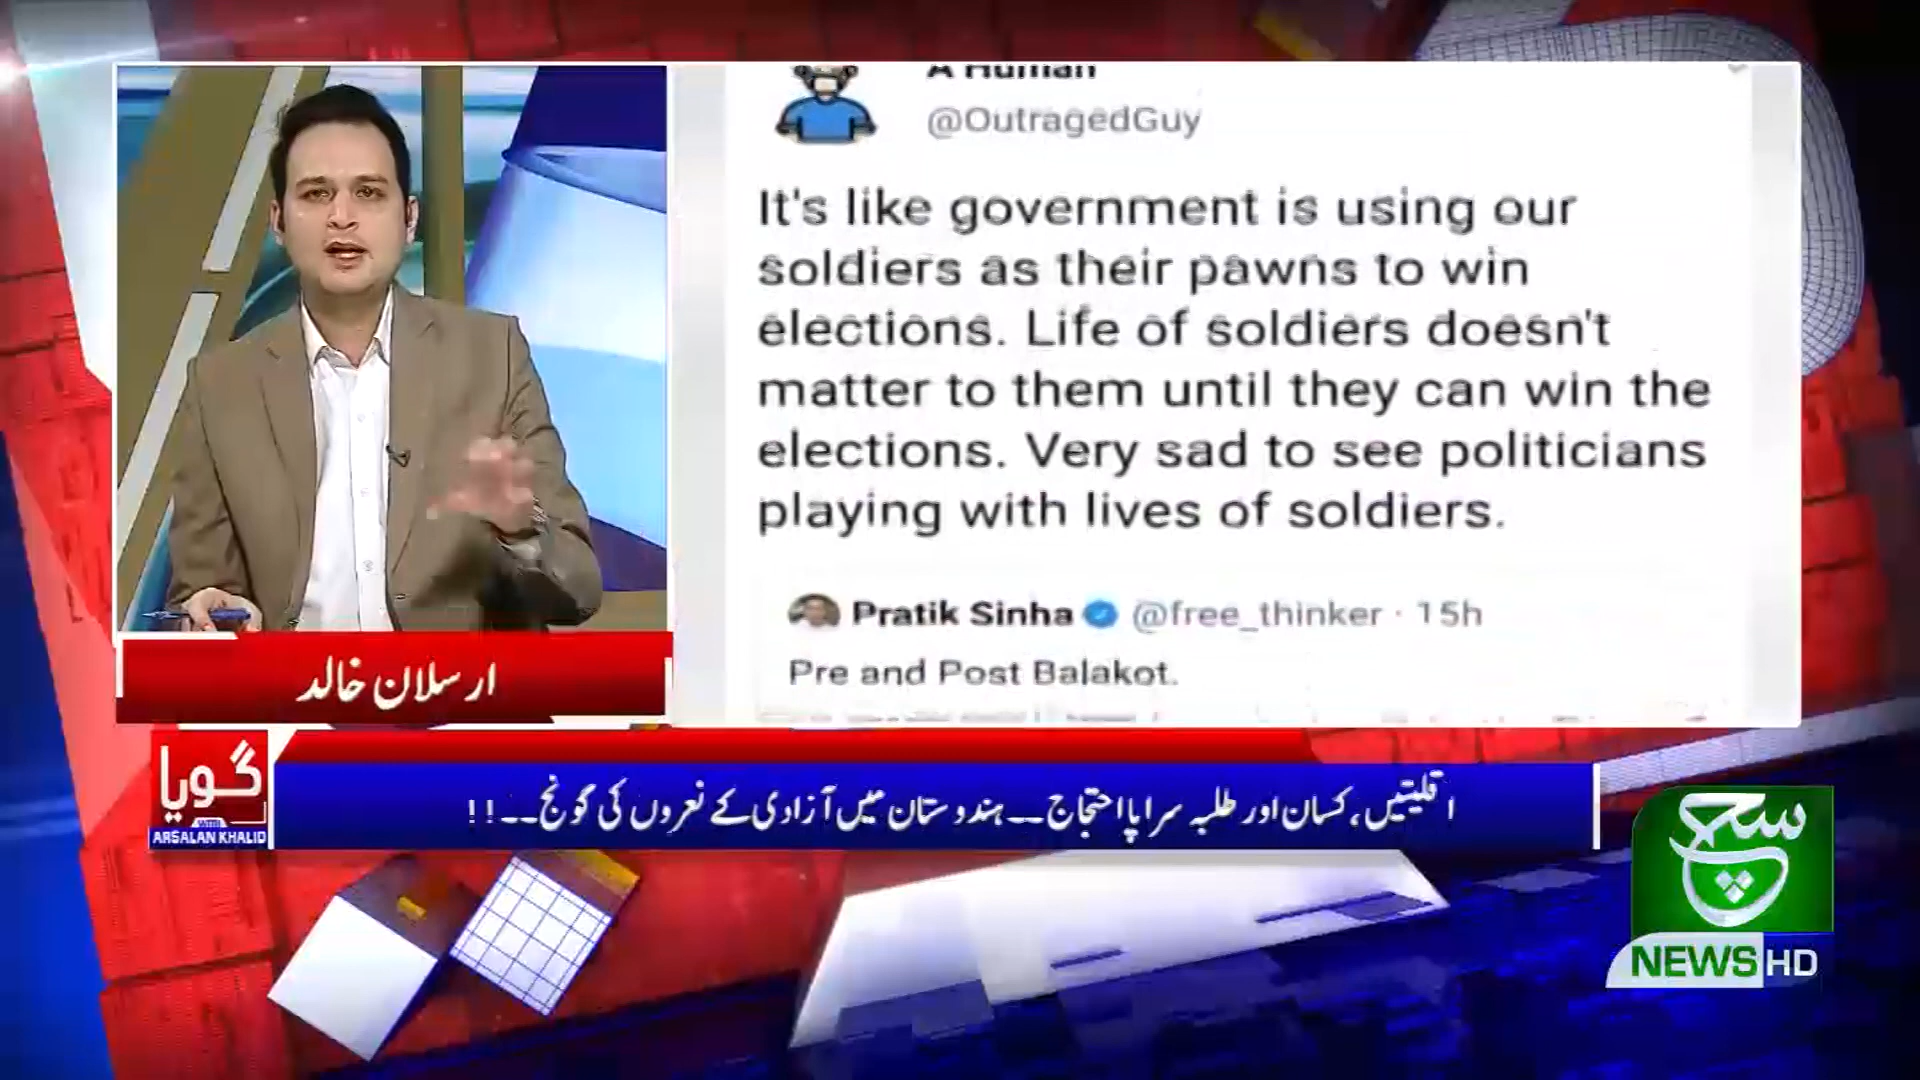 A Human
@OutragedGuy
It's like government is using our
soldiers as their pawns to win
elections. Life of soldiers doesn't
matter to them until they can win the
elections. Very sad to see politicians
playing with lives of soldiers.
Pratik Sinha @free_thinker · 15h
Pre and Post Balakot.
ارسلان خالد
گویا
WITH
ARSALAN KHALID
اقلیتیں، کسان اور طلبہ سراپا احتجاج ۔۔ ہندوستان میں آزادی کے نعروں کی گونج ۔۔!!
سچ
NEWS HD